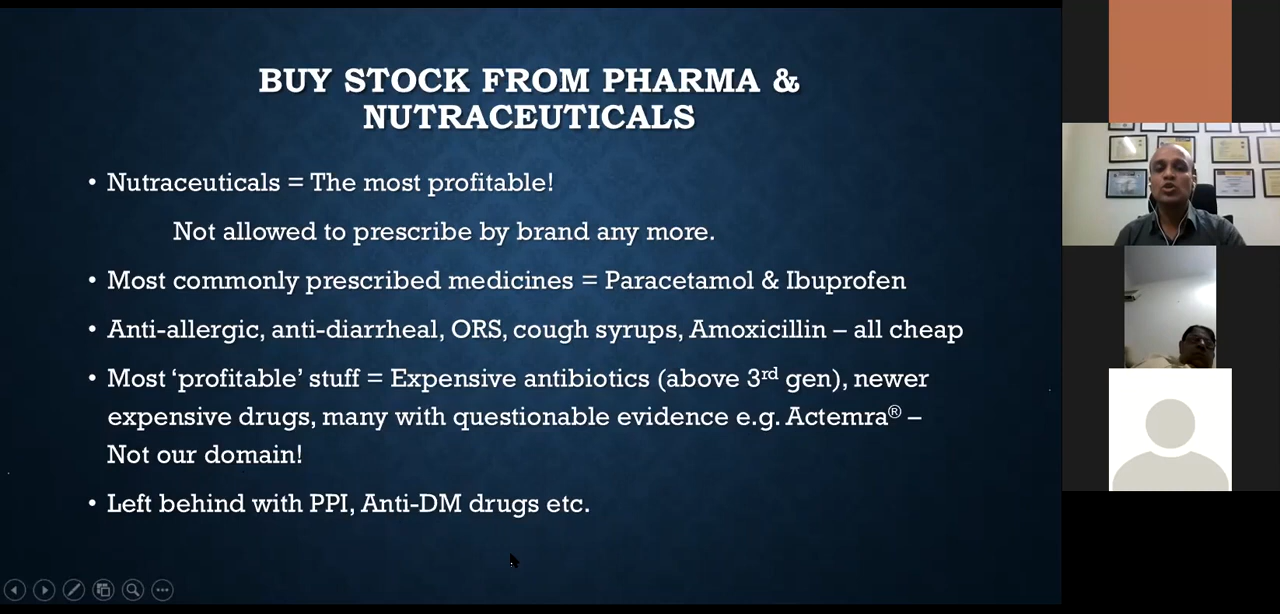 BUY STOCK FROM PHARMA &
NUTRACEUTICALS
• Nutraceuticals = The most profitable!
Not allowed to prescribe by brand any more.
• Most commonly prescribed medicines = Paracetamol & Ibuprofen
• Anti-allergic, anti-diarrheal, ORS, cough syrups, Amoxicillin – all cheap
• Most ‘profitable’ stuff = Expensive antibiotics (above 3rd gen), newer
expensive drugs, many with questionable evidence e.g. Actemra® –
Not our domain!
• Left behind with PPI, Anti-DM drugs etc.